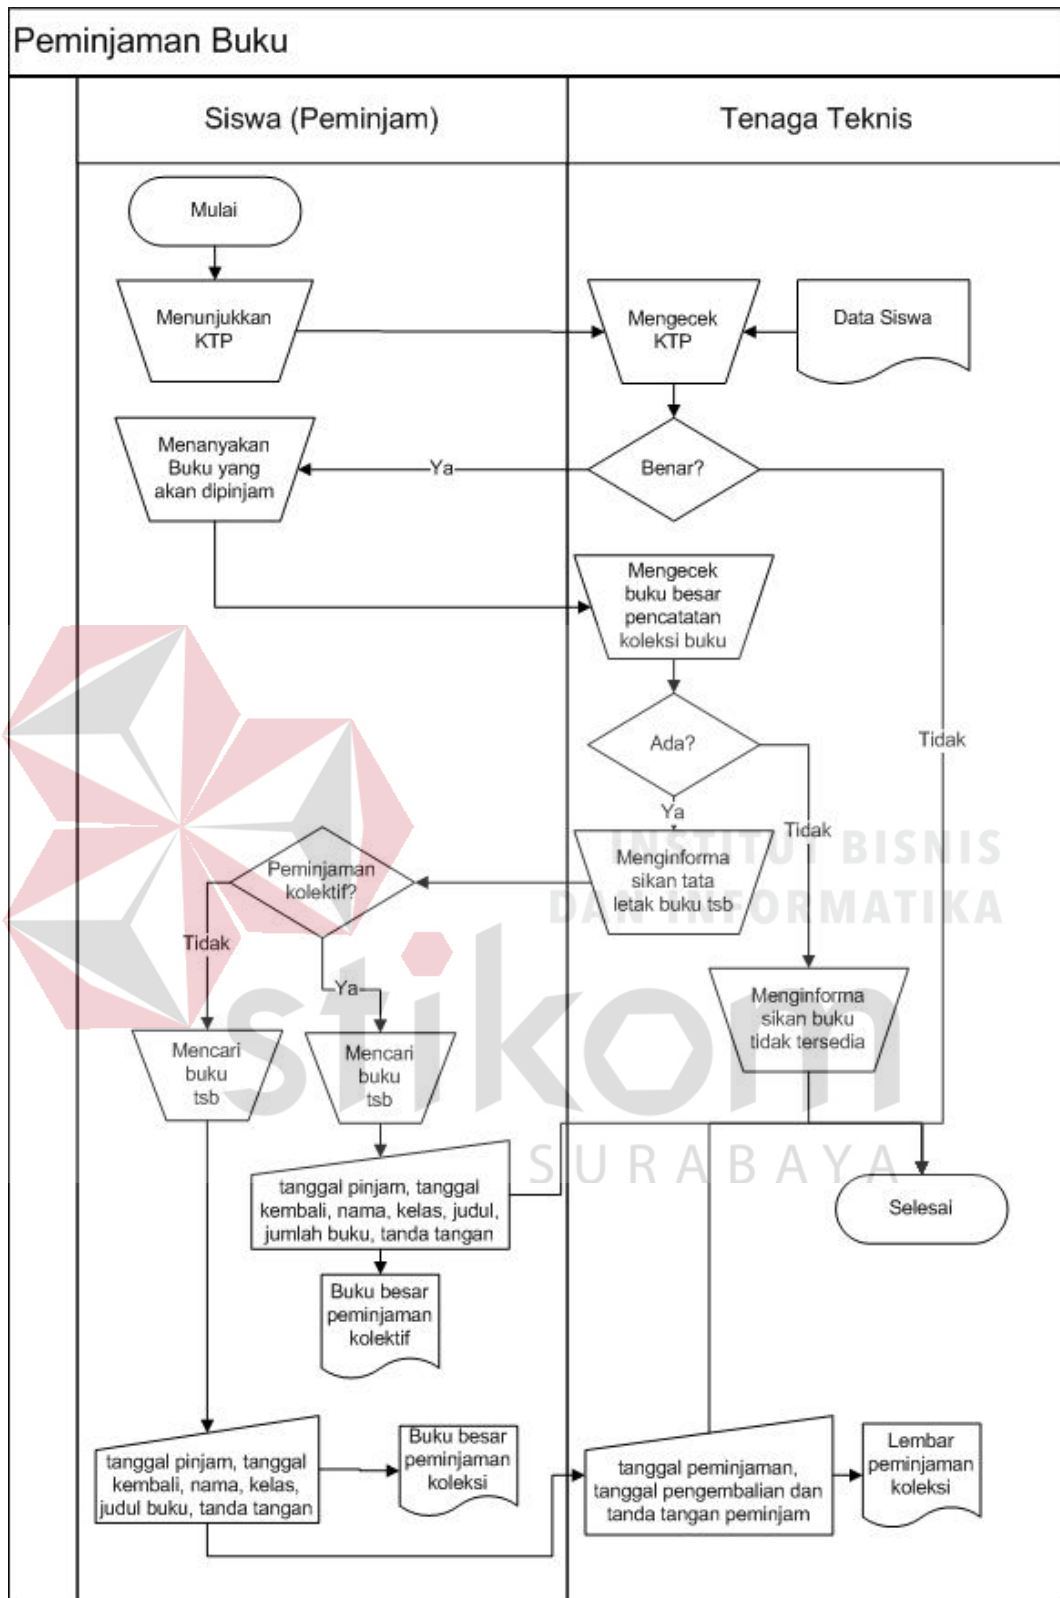 Peminjaman Buku
Siswa (Peminjam)
Tenaga Teknis
Mulai
Menunjukkan
KTP
Mengecek
KTP
Data Siswa
Menanyakan
Buku yang
akan dipinjam
Ya
Benar?
Mengecek
buku besar
pencatatan
koleksi buku
Ada?
Tidak
Ya
Tidak
Menginforma
sikan tata
letak buku tsb
Peminjaman
kolektif?
Tidak
Ya
Menginforma
sikan buku
tidak tersedia
Mencari
buku
tsb
Mencari
buku
tsb
tanggal pinjam, tanggal
kembali, nama, kelas, judul,
jumlah buku, tanda tangan
Selesai
Buku besar
peminjaman
kolektif
tanggal pinjam, tanggal
kembali, nama, kelas,
judul buku, tanda tangan
Buku besar
peminjaman
koleksi
tanggal peminjaman,
tanggal pengembalian dan
tanda tangan peminjam
Lembar
peminjaman
koleksi
INSTITUT BISNIS
DAN INFORMATIKA
stikom
SURABAYA